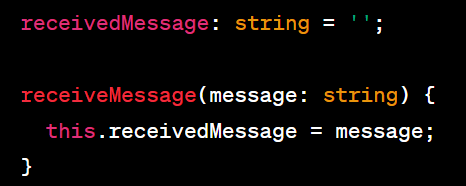 receivedMessage: string = '';
receiveMessage(message: string) {
this.receivedMessage = message;
}